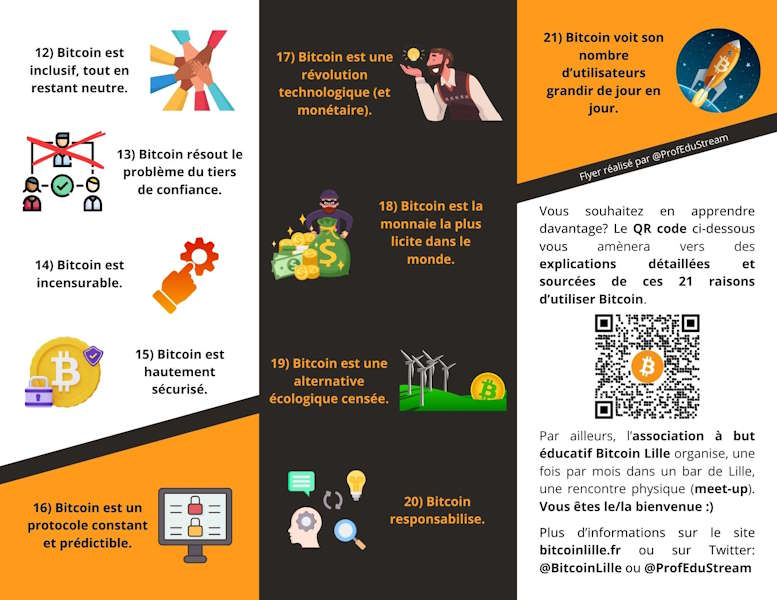 12) Bitcoin est
inclusif, tout en
restant neutre.
13) Bitcoin résout le
problème du tiers
de confiance.
14) Bitcoin est
incensurable.
15) Bitcoin est
hautement
sécurisé.
16) Bitcoin est un
protocole constant
et prédictible.
17) Bitcoin est une
révolution
technologique (et
monétaire).
18) Bitcoin est la
monnaie la plus
licite dans le
monde.
19) Bitcoin est une
alternative
écologique censée.
20) Bitcoin
responsabilise.
21) Bitcoin voit son
nombre
d'utilisateurs
grandir de jour en
jour.
Flyer réalisé par @ProfEduStream
Vous souhaitez en apprendre
davantage? Le QR code ci-dessous
vous amènera vers des
explications détaillées et
sourcées de ces 21 raisons
d'utiliser Bitcoin.
Par ailleurs, l'association à but
éducatif Bitcoin Lille organise, une
fois par mois dans un bar de Lille,
une rencontre physique (meet-up).
Vous êtes le/la bienvenue :)
Plus d'informations sur le site
bitcoinlille.fr ou sur Twitter:
@BitcoinLille ou @ProfEduStream